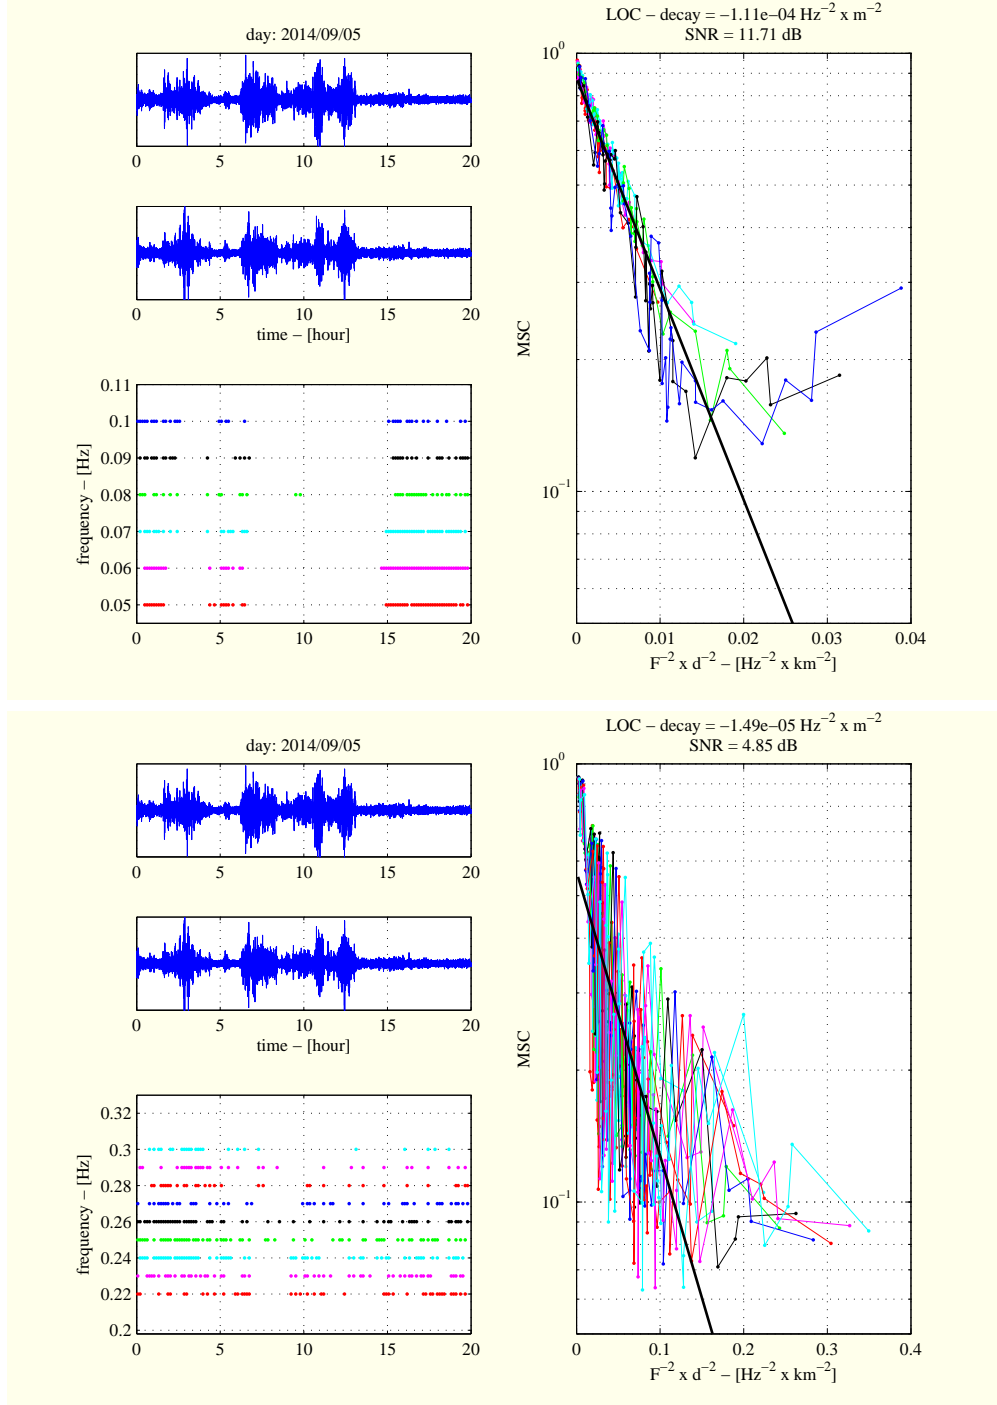 day: 2014/09/05
0 5 10 15 20
0 5 10 15 20
time – [hour]
frequency – [Hz]
0.11
0.1
0.09
0.08
0.07
0.06
0.05
0 5 10 15 20
LOC – decay = –1.11e–04 Hz⁻² x m⁻²
SNR = 11.71 dB
MSC
10⁰
10⁻¹
0 0.01 0.02 0.03 0.04
F⁻² x d⁻² – [Hz⁻² x km⁻²]
day: 2014/09/05
0 5 10 15 20
0 5 10 15 20
time – [hour]
frequency – [Hz]
0.32
0.3
0.28
0.26
0.24
0.22
0.2
0 5 10 15 20
LOC – decay = –1.49e–05 Hz⁻² x m⁻²
SNR = 4.85 dB
MSC
10⁰
10⁻¹
0 0.1 0.2 0.3 0.4
F⁻² x d⁻² – [Hz⁻² x km⁻²]